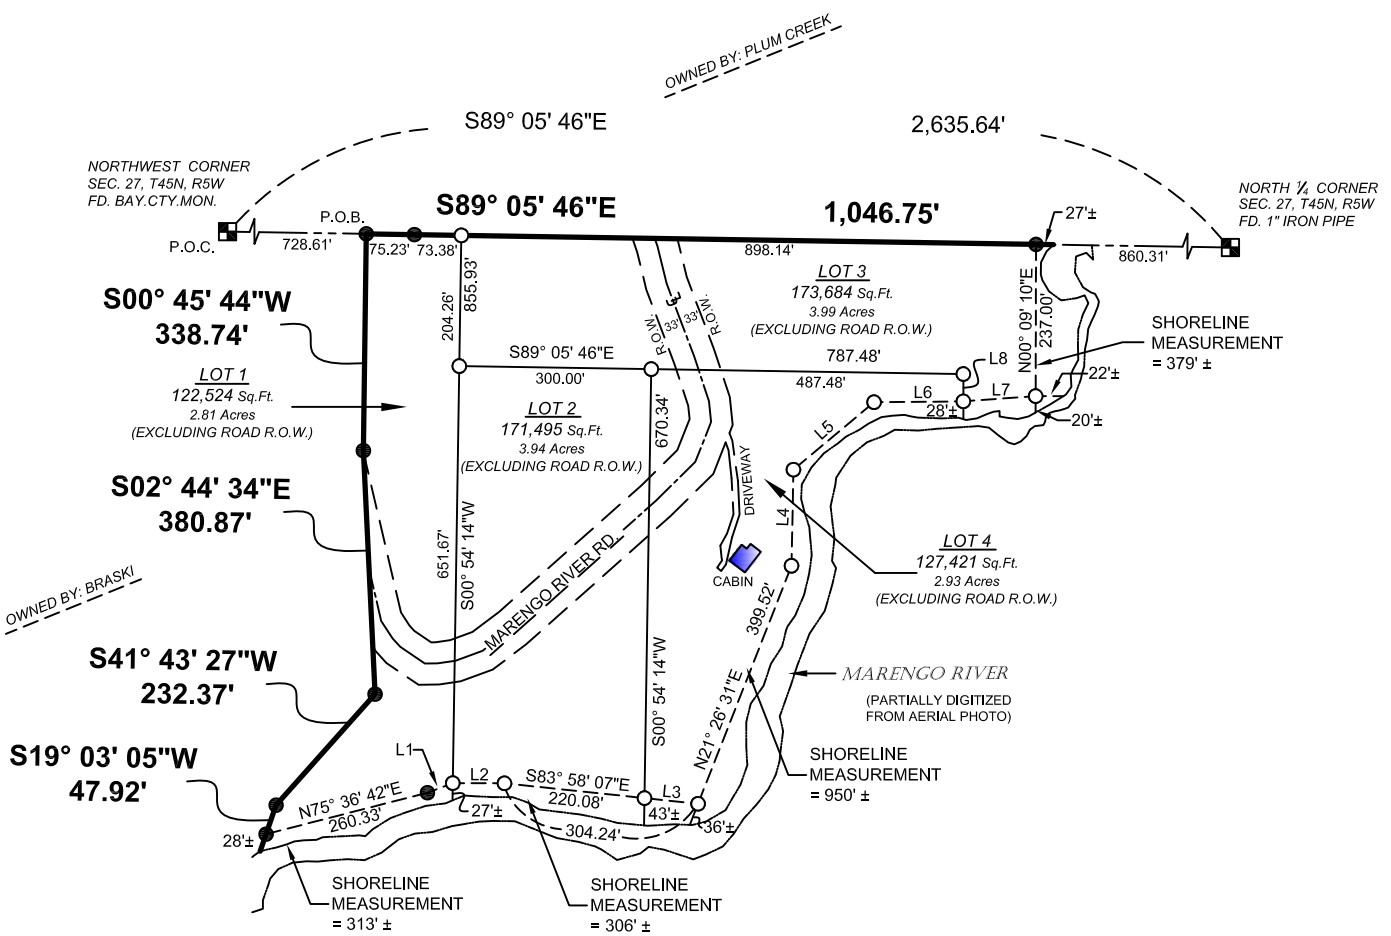 OWNED BY: PLUM CREEK
S89° 05' 46"E
2,635.64'
NORTHWEST CORNER
SEC. 27, T45N, R5W
FD. BAY.CTY.MON.
NORTH 1/4 CORNER
SEC. 27, T45N, R5W
FD. 1" IRON PIPE
P.O.B.
S89° 05' 46"E
1,046.75'
27'±
P.O.C.
728.61'
75.23'
73.38'
898.14'
860.31'
S00° 45' 44"W
338.74'
204.26'
855.93'
R.O.W.
33'
33'
R.O.W.
LOT 3
173,684 Sq.Ft.
3.99 Acres
(EXCLUDING ROAD R.O.W.)
N00° 09' 10"E
237.00'
SHORELINE
MEASUREMENT
= 379' ±
S89° 05' 46"E
300.00'
787.48'
487.48'
L8
L6
L7
22'±
28'±
20'±
LOT 1
122,524 Sq.Ft.
2.81 Acres
(EXCLUDING ROAD R.O.W.)
LOT 2
171,495 Sq.Ft.
3.94 Acres
(EXCLUDING ROAD R.O.W.)
670.34'
L5
DRIVEWAY
L4
S02° 44' 34"E
380.87'
651.67'
S00° 54' 14"W
MARENGO RIVER RD.
CABIN
LOT 4
127,421 Sq.Ft.
2.93 Acres
(EXCLUDING ROAD R.O.W.)
OWNED BY: BRASKI
399.52'
N21° 26' 31"E
S00° 54' 14"W
S41° 43' 27"W
232.37'
MARENGO RIVER
(PARTIALLY DIGITIZED
FROM AERIAL PHOTO)
S19° 03' 05"W
47.92'
L1
L2
S83° 58' 07"E
220.08'
L3
SHORELINE
MEASUREMENT
= 950' ±
N75° 36' 42"E
260.33'
27'±
43'±
36'±
304.24'
28'±
SHORELINE
MEASUREMENT
= 313' ±
SHORELINE
MEASUREMENT
= 306' ±